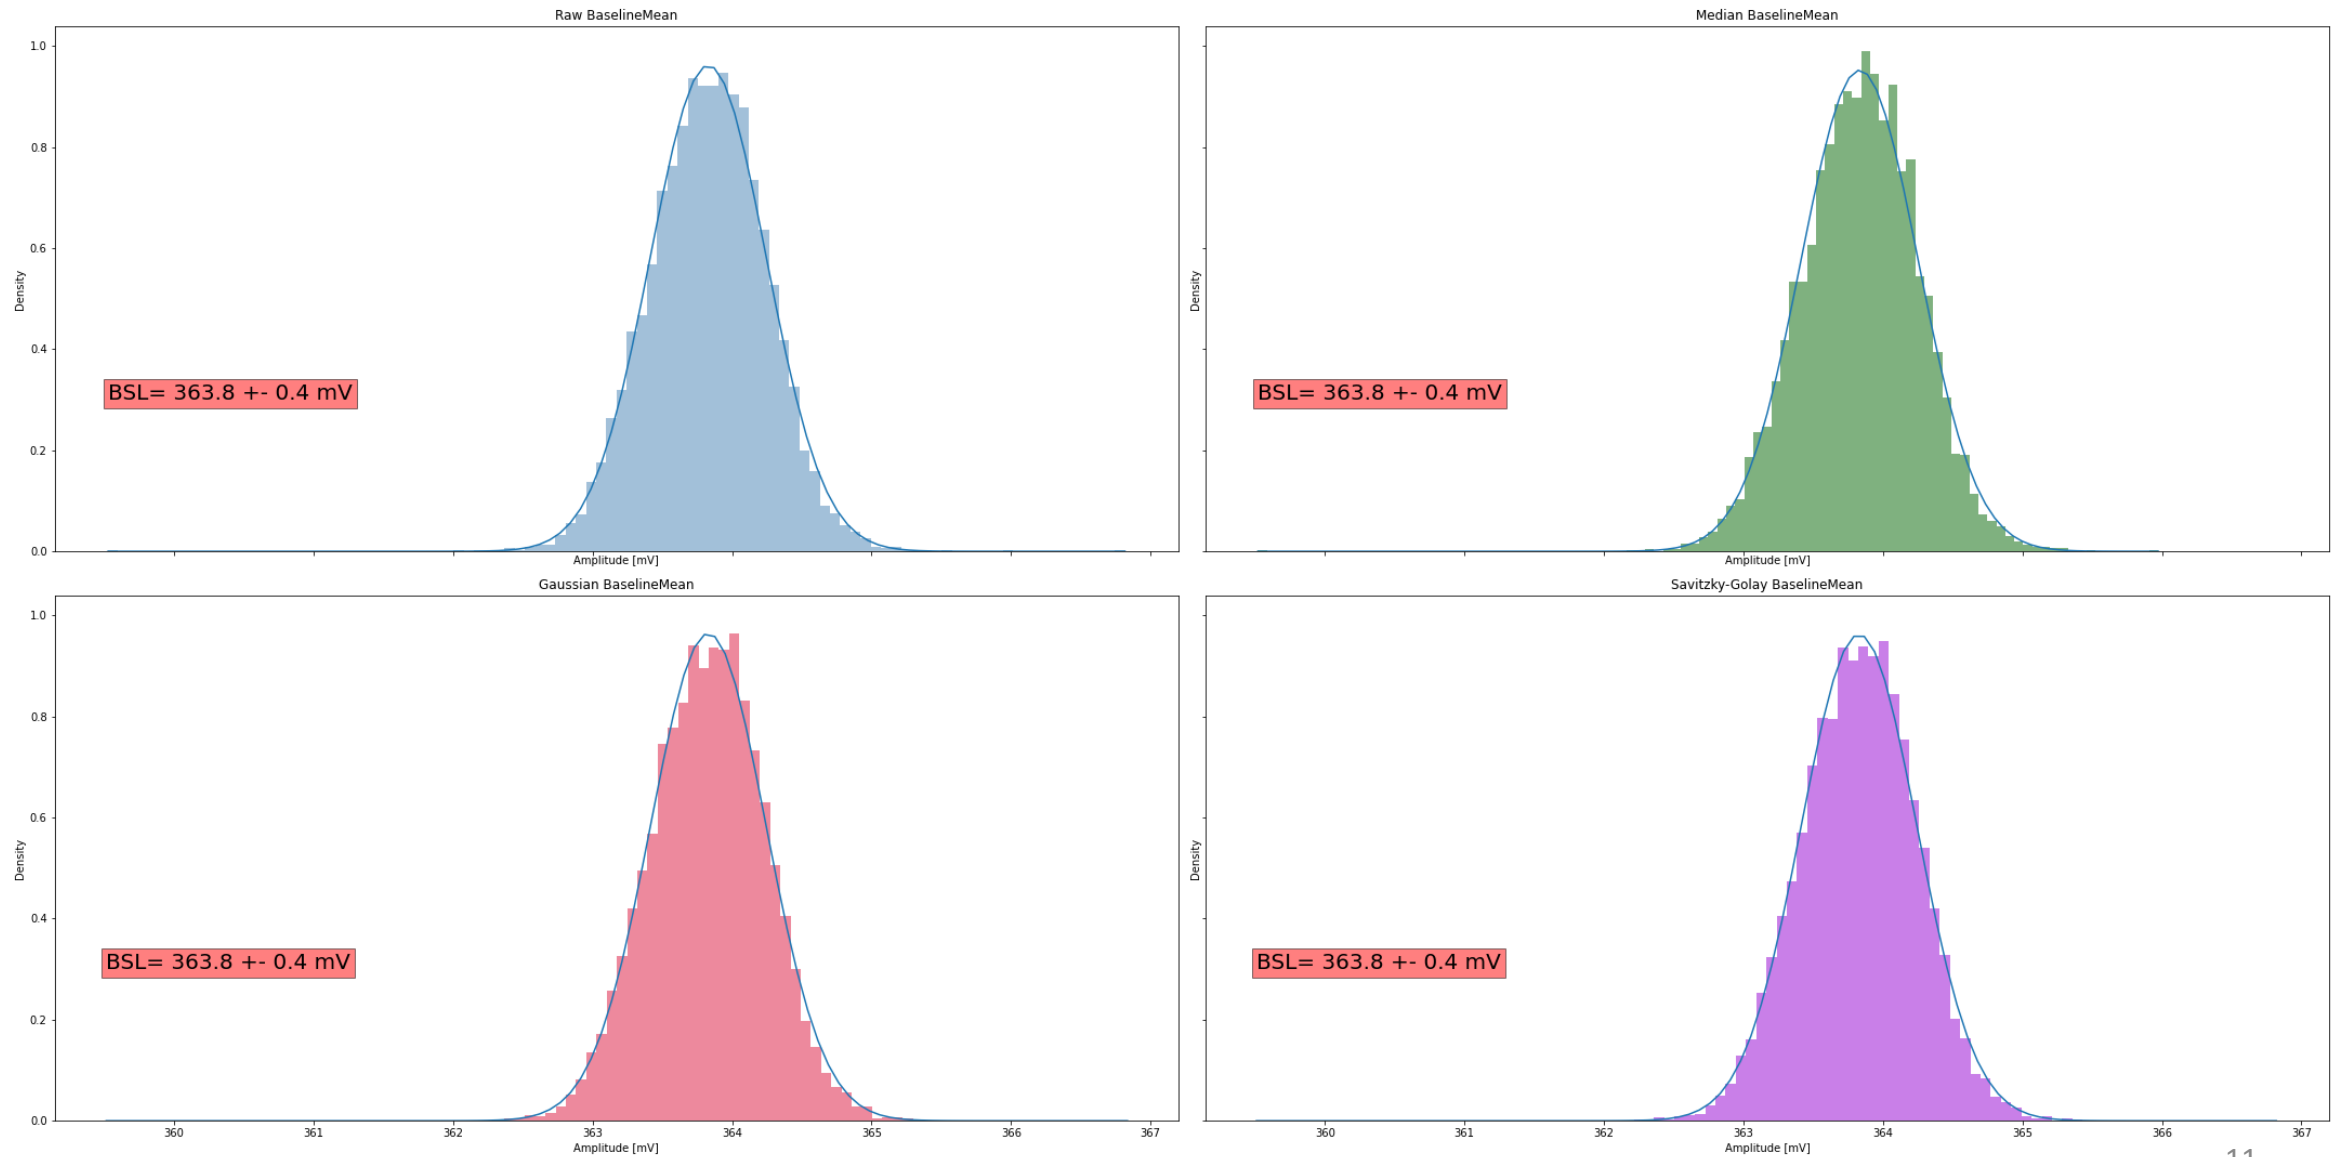 Raw BaselineMean
1.0
0.8
0.6
0.4
0.2
0.0
Density
BSL= 363.8 +- 0.4 mV
Amplitude [mV]
Median BaselineMean
Density
BSL= 363.8 +- 0.4 mV
Amplitude [mV]
Gaussian BaselineMean
1.0
0.8
0.6
0.4
0.2
0.0
Density
BSL= 363.8 +- 0.4 mV
360 361 362 363 364 365 366 367
Amplitude [mV]
Savitzky-Golay BaselineMean
Density
BSL= 363.8 +- 0.4 mV
360 361 362 363 364 365 366 367
Amplitude [mV]
11